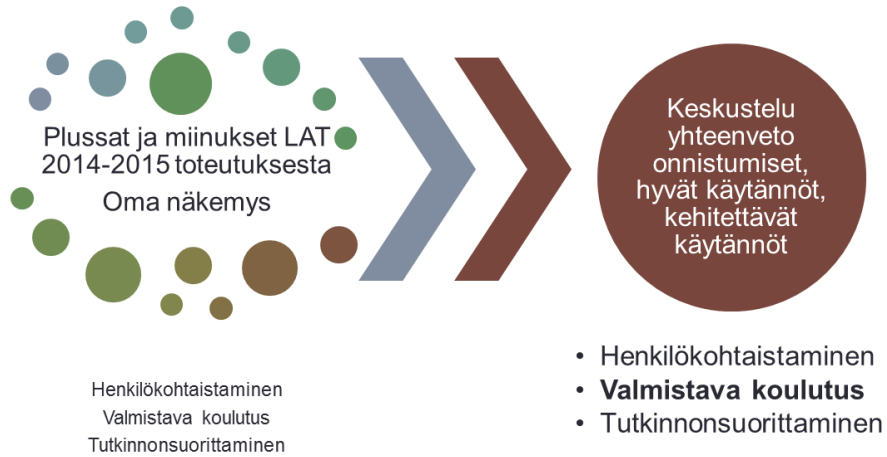 Plussat ja miinukset LAT
2014-2015 toteutuksesta
Oma näkemys
Henkilökohtaistaminen
Valmistava koulutus
Tutkinnonsuorittaminen
Keskustelu
yhteenveto
onnistumiset,
hyvät käytännöt,
kehitettävät
käytännöt
• Henkilökohtaistaminen
• Valmistava koulutus
• Tutkinnonsuorittaminen